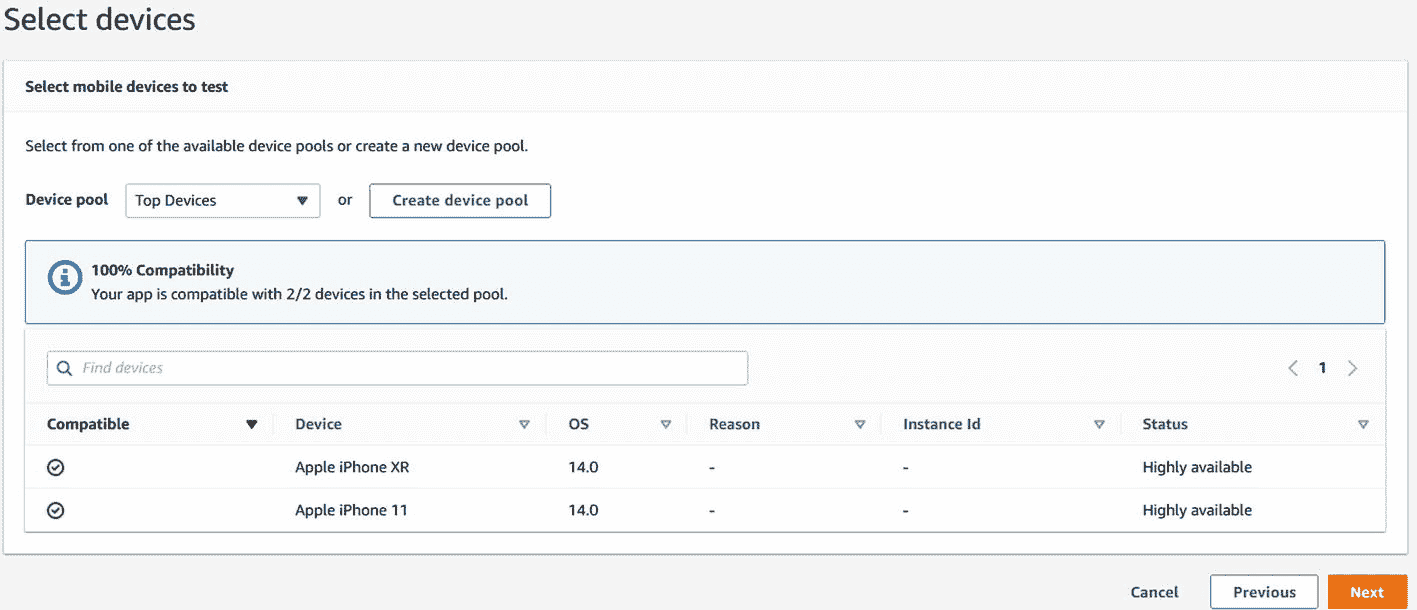 Select devices
Select mobile devices to test
Select from one of the available device pools or create a new device pool.
Device pool Top Devices or Create device pool
100% Compatibility
Your app is compatible with 2/2 devices in the selected pool.
Find devices 1
Compatible Device OS Reason Instance Id Status
Apple iPhone XR 14.0 - - Highly available
Apple iPhone 11 14.0 - - Highly available
Cancel Previous Next